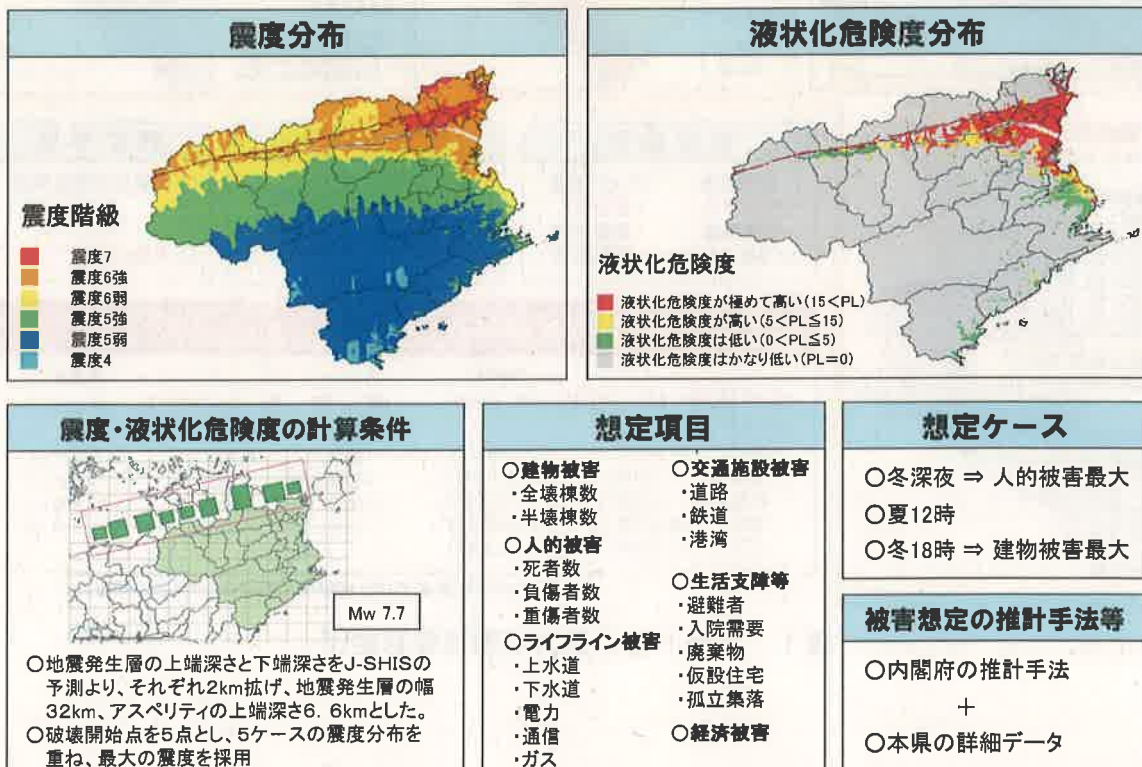 震度分布
震度階級
震度7
震度6強
震度6弱
震度5強
震度5弱
震度4
液状化危険度分布
液状化危険度
液状化危険度が極めて高い(15<PL)
液状化危険度が高い(5<PL≦15)
液状化危険度は低い(0<PL≦5)
液状化危険度はかなり低い(PL=0)
震度・液状化危険度の計算条件
Mw 7.7
○地震発生層の上端深さと下端深さをJ-SHISの
予測より、それぞれ2km拡げ、地震発生層の幅
32km、アスペリティの上端深さ6. 6kmとした。
○破壊開始点を5点とし、5ケースの震度分布を
重ね、最大の震度を採用
想定項目
○建物被害
・全壊棟数
・半壊棟数
○人的被害
・死者数
・負傷者数
・重傷者数
○ライフライン被害
・上水道
・下水道
・電力
・通信
・ガス
○交通施設被害
・道路
・鉄道
・港湾
○生活支障等
・避難者
・入院需要
・廃棄物
・仮設住宅
・孤立集落
○経済被害
想定ケース
○冬深夜 ⇒ 人的被害最大
○夏12時
○冬18時 ⇒ 建物被害最大
被害想定の推計手法等
○内閣府の推計手法
+
○本県の詳細データ